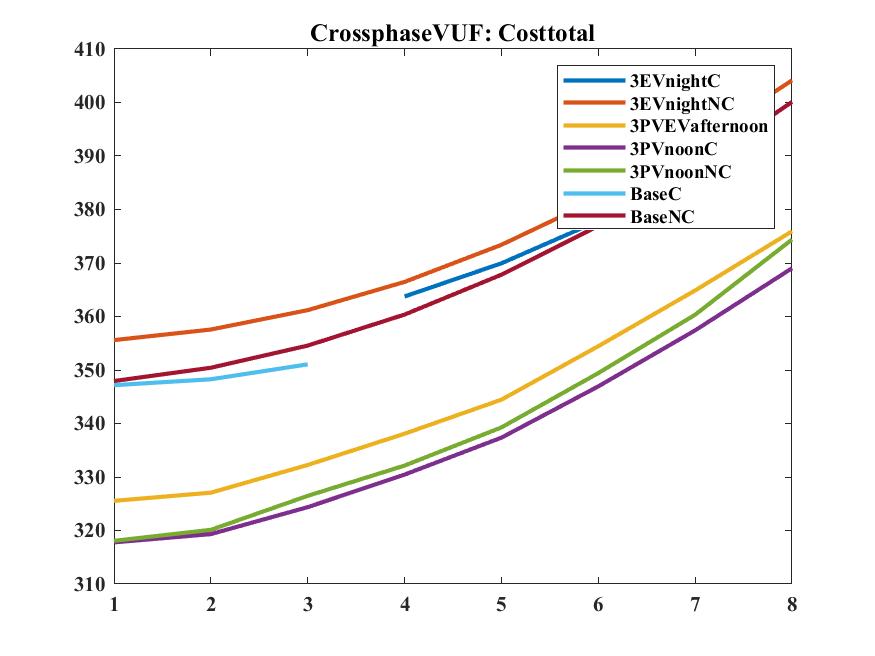 CrossphaseVUF: Costtotal
410
400
390
380
370
360
350
340
330
320
310
3EVnightC
3EVnightNC
3PVEVafternoon
3PVnoonC
3PVnoonNC
BaseC
BaseNC
1 2 3 4 5 6 7 8